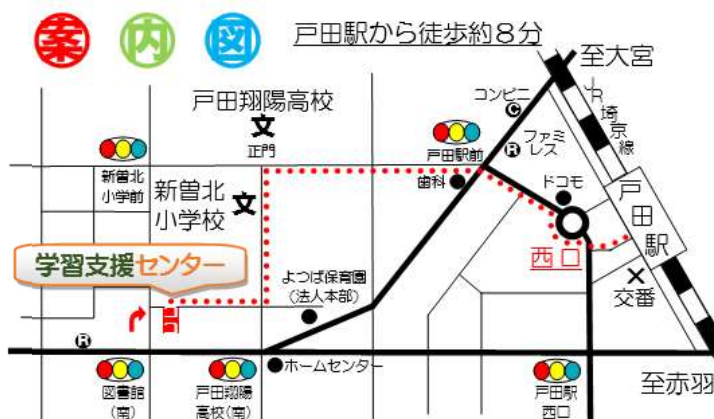 案内図
戸田駅から徒歩約8分
至大宮
コンビニ
C
JR埼京線
戸田翔陽高校
文
正門
戸田駅前
R
ファミ
レス
新曽北
小学前
新曽北
小学校
文
歯科
ドコモ
戸田駅
西口
学習支援センター
よつば保育園
(法人本部)
交番
R
ホームセンター
至赤羽
図書館
(南)
戸田翔陽
高校(南)
戸田駅
西口